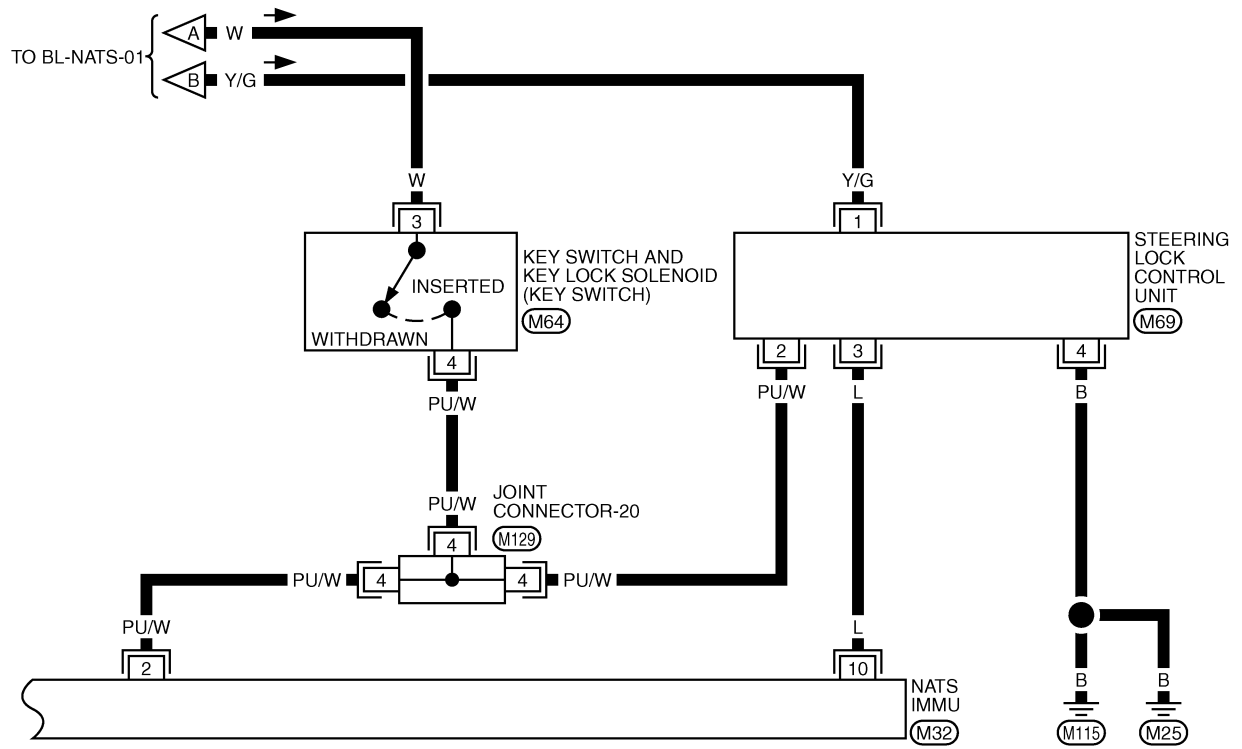 TO BL-NATS-01
A W
B Y/G
W
3
KEY SWITCH AND
KEY LOCK SOLENOID
(KEY SWITCH)
M64
INSERTED
WITHDRAWN
4
PU/W
PU/W
JOINT
CONNECTOR-20
M129
4
PU/W 4
4 PU/W
PU/W
2
Y/G
1
STEERING
LOCK
CONTROL
UNIT
M69
2
3
4
PU/W
L
B
L
10
NATS
IMMU
M32
B
B
M115
M25